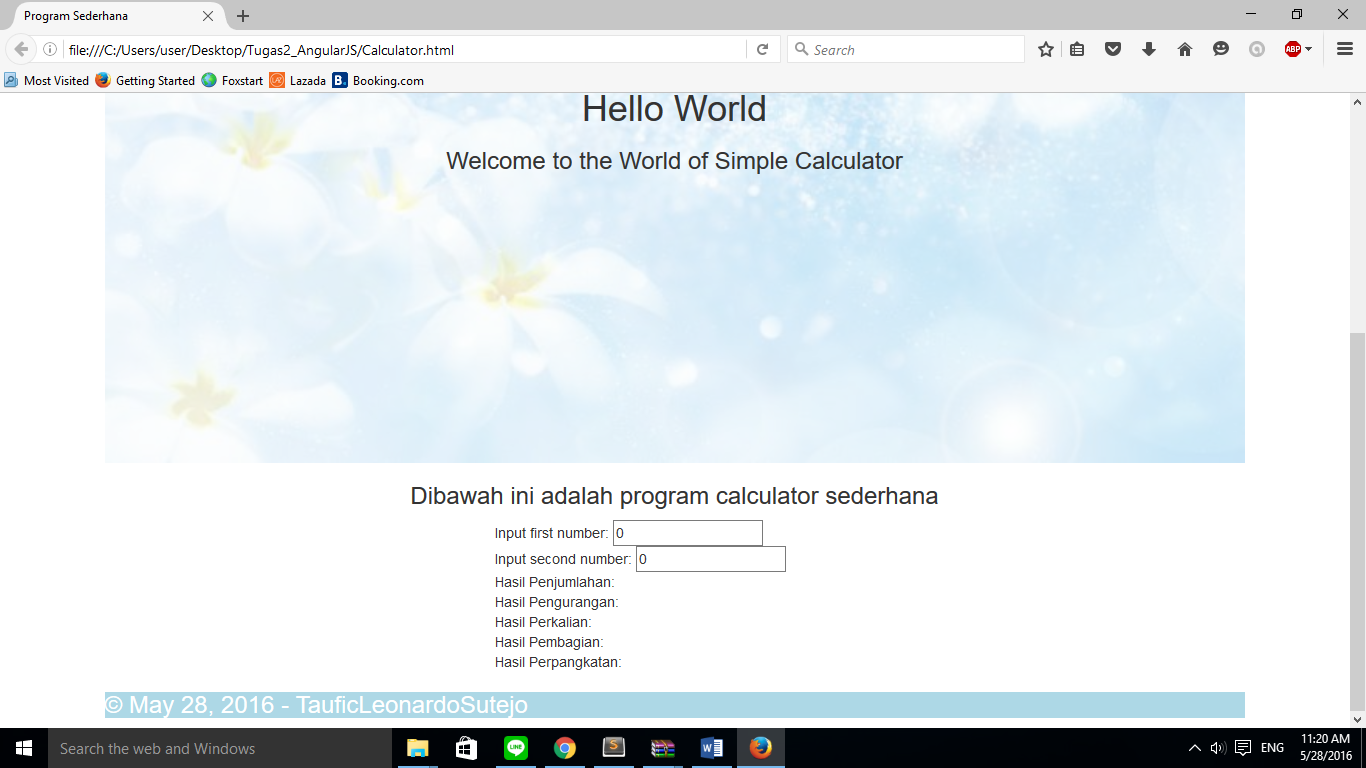 Program Sederhana
file:///C:/Users/user/Desktop/Tugas2_AngularJS/Calculator.html
Search
ABP
Most Visited
Getting Started
Foxstart
Lazada
B.
Booking.com
Hello World
Welcome to the World of Simple Calculator
Dibawah ini adalah program calculator sederhana
Input first number: 0
Input second number: 0
Hasil Penjumlahan:
Hasil Pengurangan:
Hasil Perkalian:
Hasil Pembagian:
Hasil Perpangkatan:
© May 28, 2016 - TauficLeonardoSutejo
Search the web and Windows
LINE
S
W
ENG
11:20 AM
5/28/2016